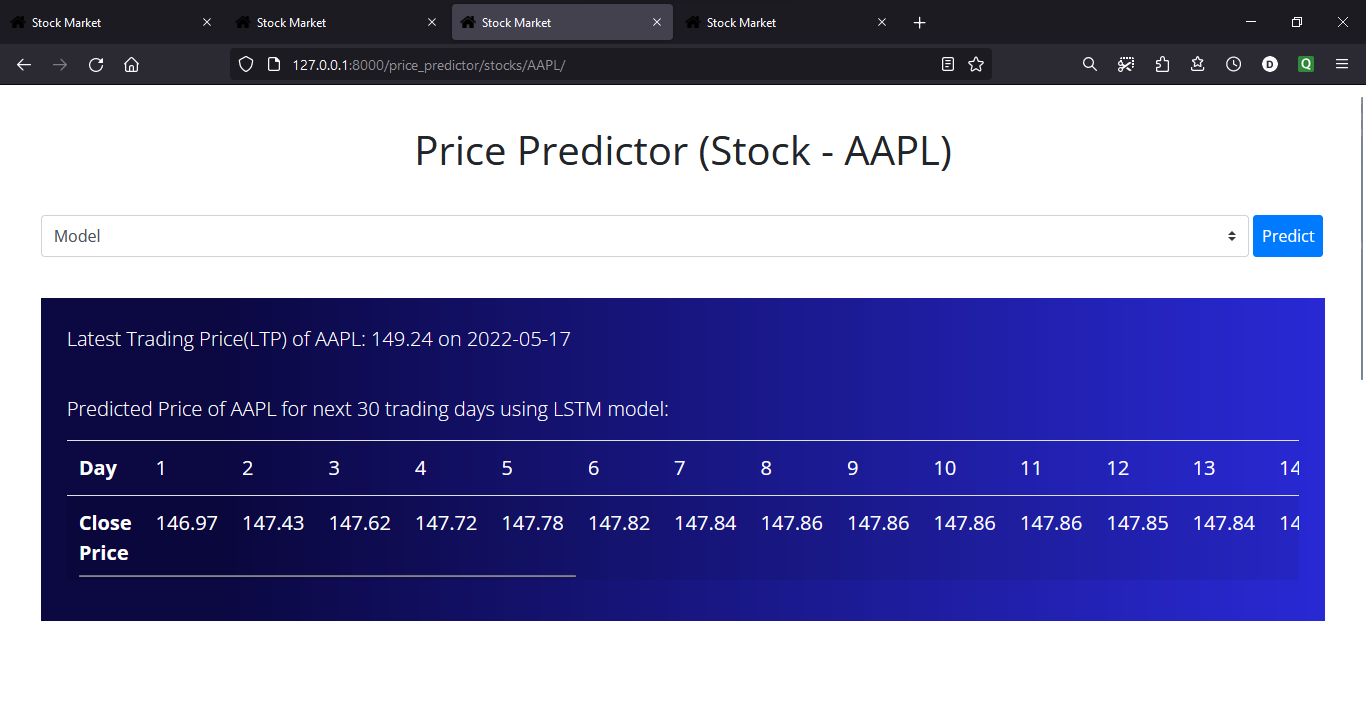 Stock Market Stock Market Stock Market Stock Market
127.0.0.1:8000/price_predictor/stocks/AAPL/
D Q
Price Predictor (Stock - AAPL)
Model Predict
Latest Trading Price(LTP) of AAPL: 149.24 on 2022-05-17
Predicted Price of AAPL for next 30 trading days using LSTM model:
Day 1 2 3 4 5 6 7 8 9 10 11 12 13 14
Close 146.97 147.43 147.62 147.72 147.78 147.82 147.84 147.86 147.86 147.86 147.86 147.85 147.84 14
Price